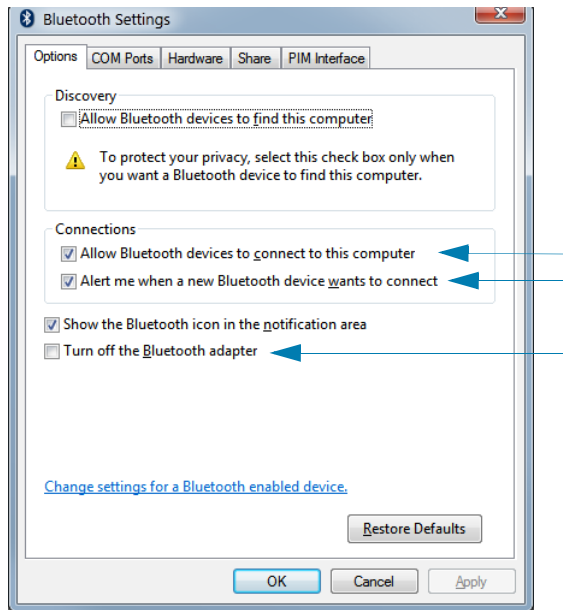 Bluetooth Settings
Options COM Ports Hardware Share PIM Interface
Discovery
Allow Bluetooth devices to find this computer
To protect your privacy, select this check box only when
you want a Bluetooth device to find this computer.
Connections
Allow Bluetooth devices to connect to this computer
Alert me when a new Bluetooth device wants to connect
Show the Bluetooth icon in the notification area
Turn off the Bluetooth adapter
Change settings for a Bluetooth enabled device.
Restore Defaults
OK Cancel Apply